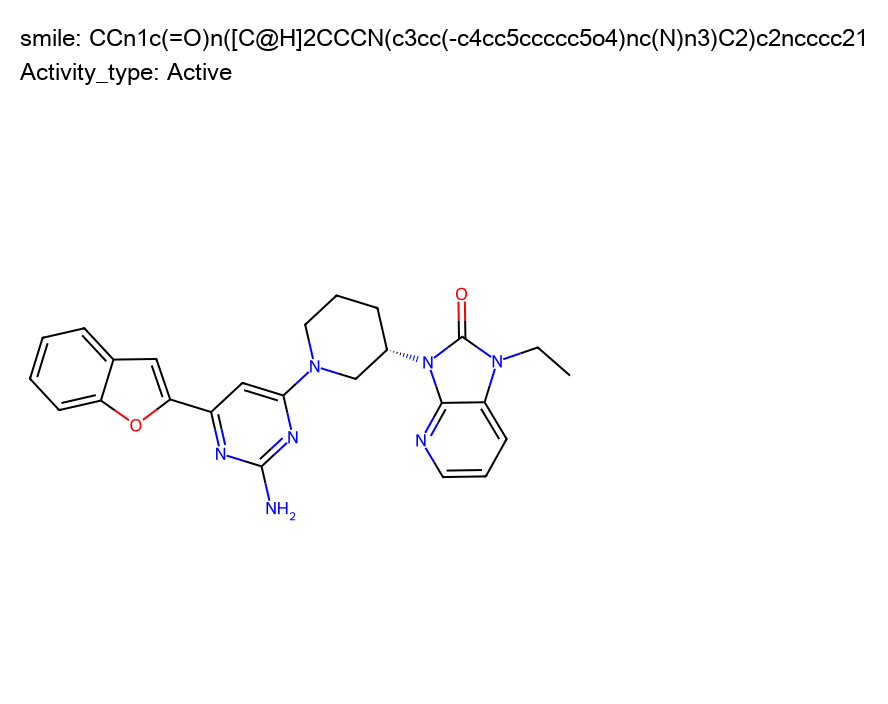 smile: CCn1c(=O)n([C@H]2CCCN(c3cc(-c4cc5ccccc5o4)nc(N)n3)C2)c2ncccc21
Activity_type: Active
O
N
N
N
O
N
N
N
NH2